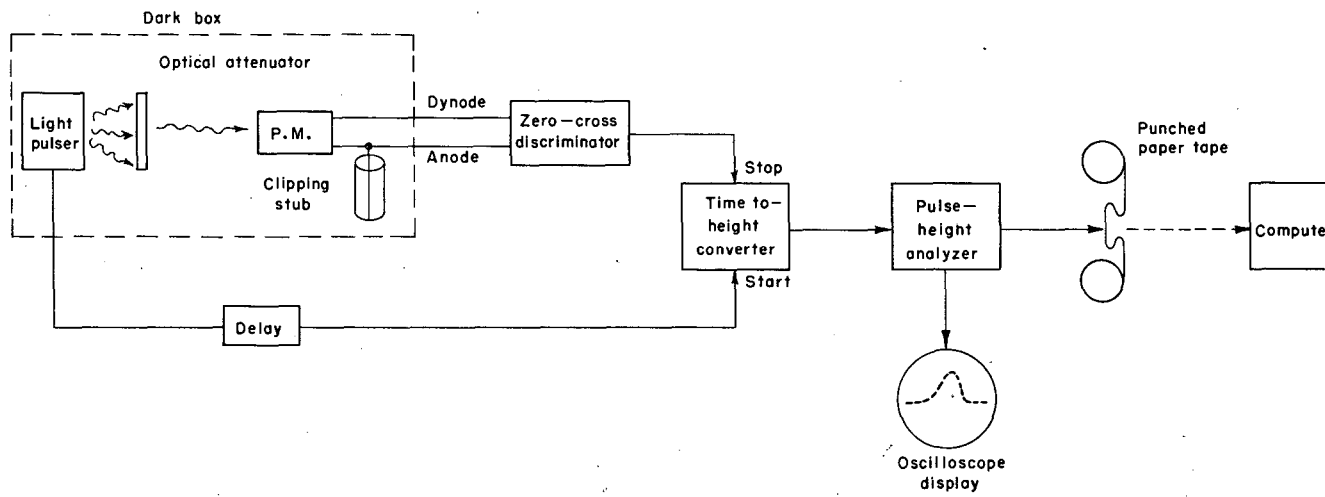 Dark box
Optical attenuator
Light
pulser
P.M.
Dynode
Anode
Clipping
stub
Zero-cross
discriminator
Stop
Time to-
height
converter
Start
Delay
Pulse-
height
analyzer
Oscilloscope
display
Punched
paper tape
Compute